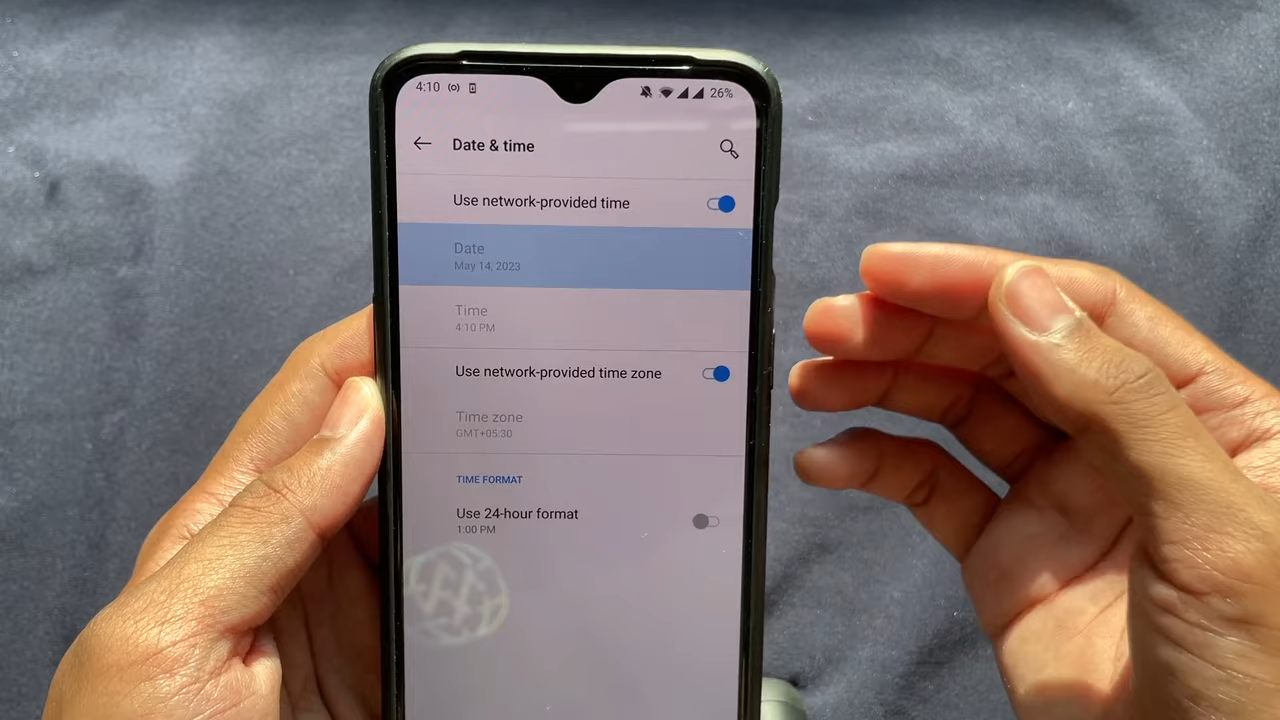 4:10
26%
Date & time
Use network-provided time
Date
May 14, 2023
Time
4:10 PM
Use network-provided time zone
Time zone
GMT+05:30
TIME FORMAT
Use 24-hour format
1:00 PM